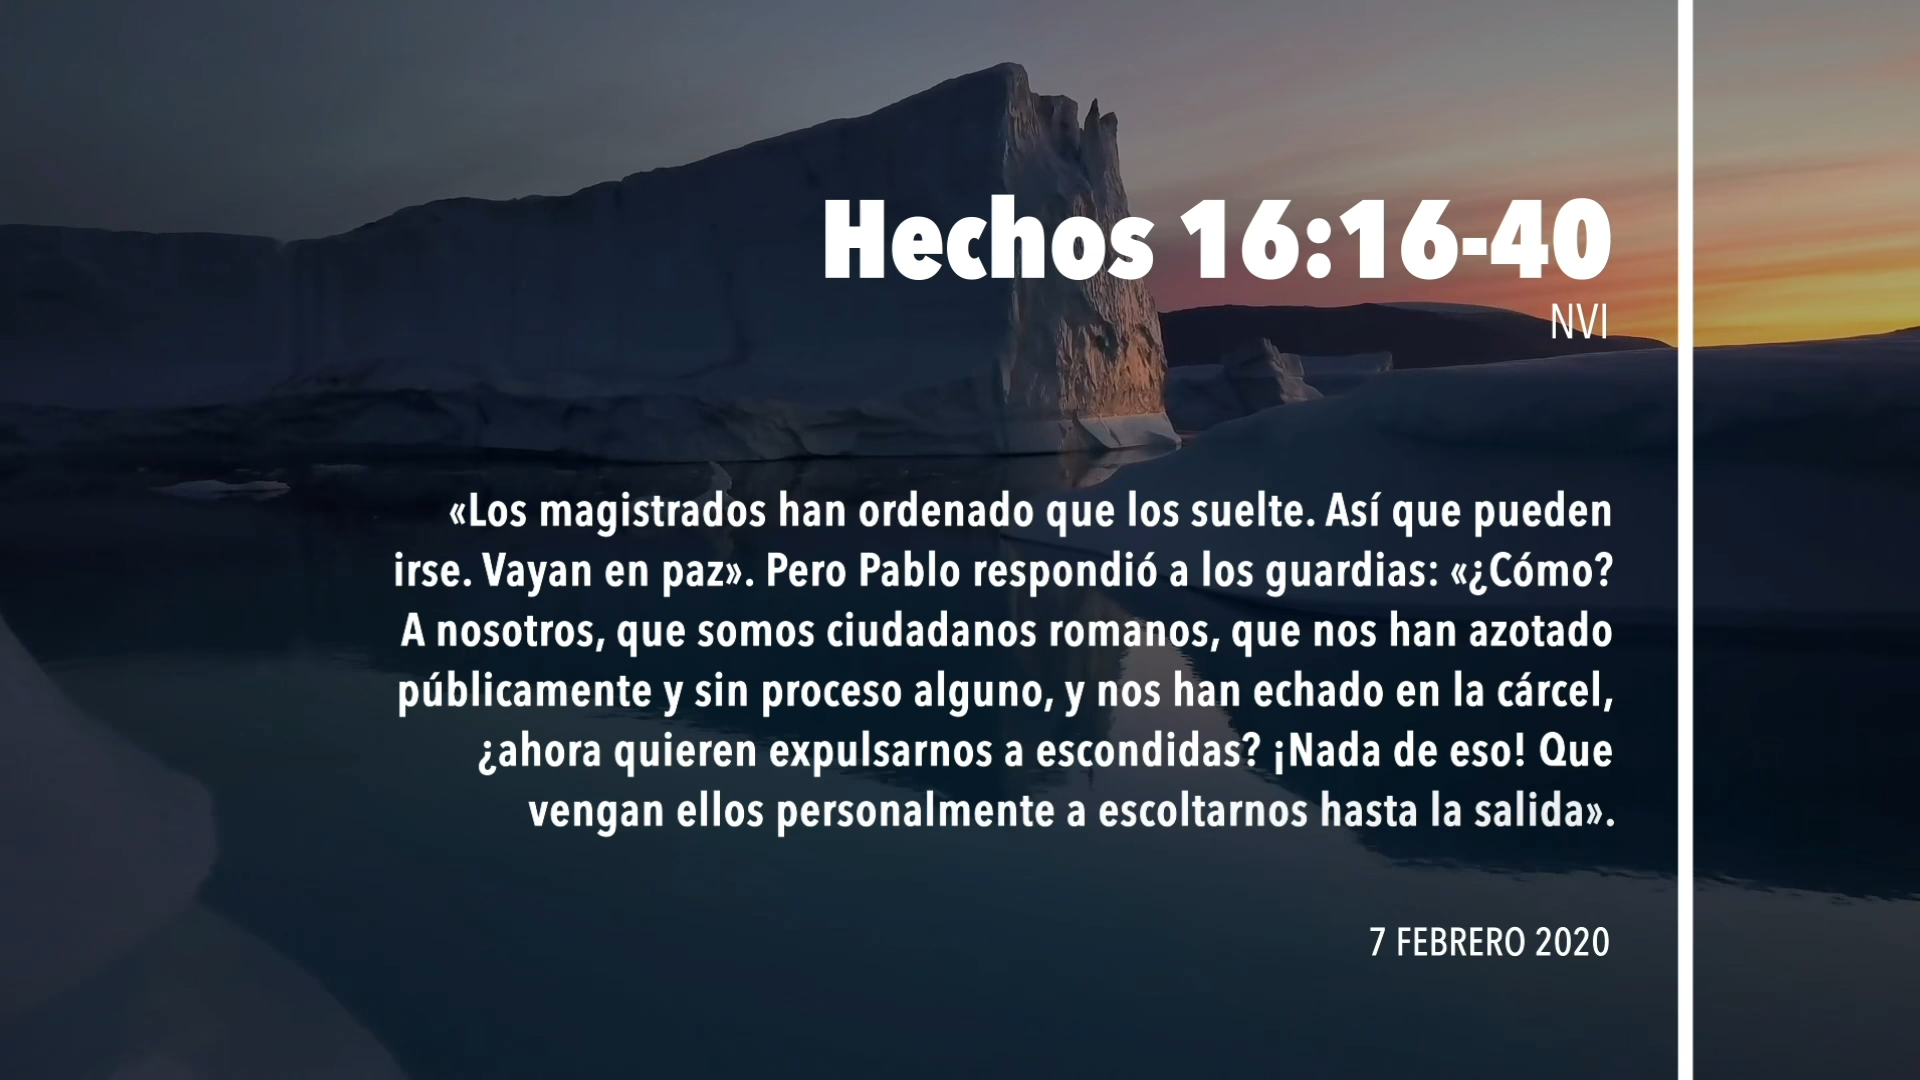 Hechos 16:16-40
NVI
«Los magistrados han ordenado que los suelte. Así que pueden
irse. Vayan en paz». Pero Pablo respondió a los guardias: «¿Cómo?
A nosotros, que somos ciudadanos romanos, que nos han azotado
públicamente y sin proceso alguno, y nos han echado en la cárcel,
¿ahora quieren expulsarnos a escondidas? ¡Nada de eso! Que
vengan ellos personalmente a escoltarnos hasta la salida».
7 FEBRERO 2020